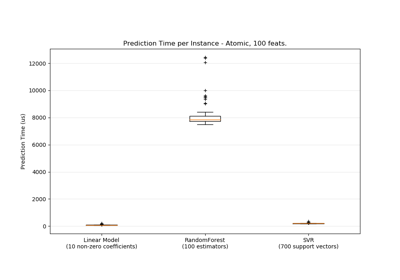 Prediction Time per Instance - Atomic, 100 feats.
Prediction Time (us)
12000
10000
8000
6000
4000
2000
0
Linear Model
(10 non-zero coefficients)
RandomForest
(100 estimators)
SVR
(700 support vectors)